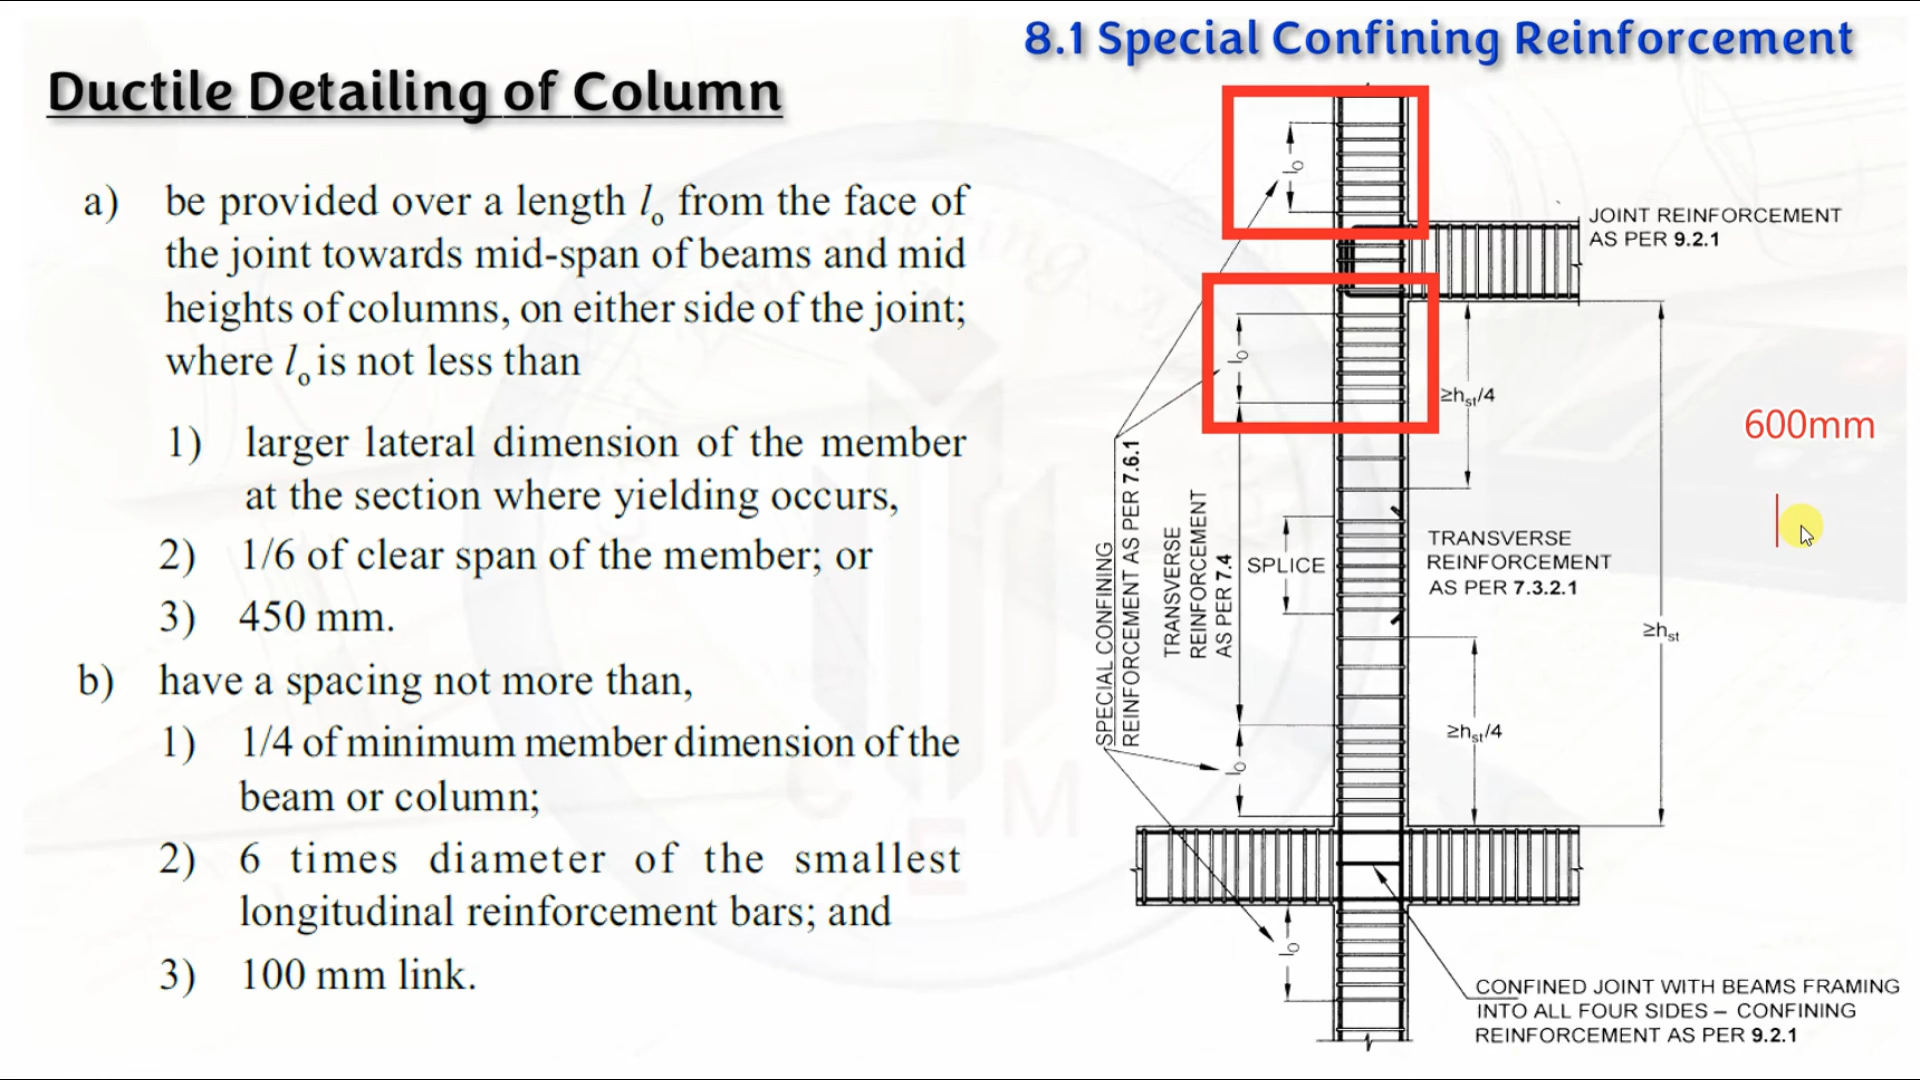 8.1 Special Confining Reinforcement
Ductile Detailing of Column
a) be provided over a length lₒ from the face of
the joint towards mid-span of beams and mid
heights of columns, on either side of the joint;
where lₒ is not less than
1) larger lateral dimension of the member
at the section where yielding occurs,
2) 1/6 of clear span of the member; or
3) 450 mm.
b) have a spacing not more than,
1) 1/4 of minimum member dimension of the
beam or column;
2) 6 times diameter of the smallest
longitudinal reinforcement bars; and
3) 100 mm link.
lₒ
JOINT REINFORCEMENT
AS PER 9.2.1
lₒ
≥hst/4
600mm
SPECIAL CONFINING
REINFORCEMENT AS PER 7.6.1
TRANSVERSE
REINFORCEMENT
AS PER 7.4
SPLICE
TRANSVERSE
REINFORCEMENT
AS PER 7.3.2.1
≥hst
≥hst/4
lₒ
lₒ
CONFINED JOINT WITH BEAMS FRAMING
INTO ALL FOUR SIDES – CONFINING
REINFORCEMENT AS PER 9.2.1
C E M